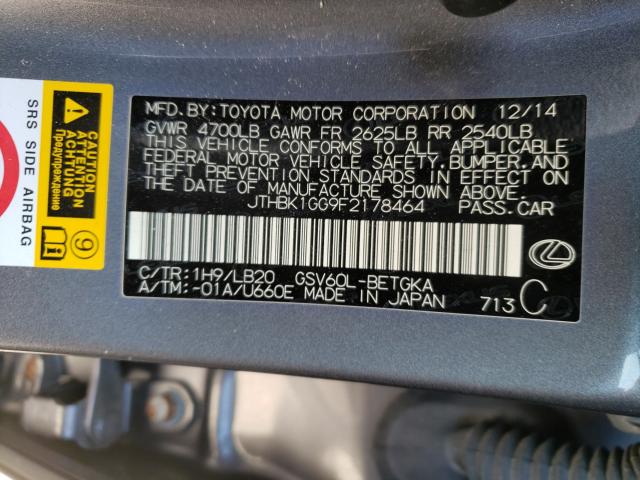 MFD.BY:TOYOTA MOTOR CORPORATION 12/14
GVWR 4700LB GAWR FR 2625LB RR 2540LB
THIS VEHICLE CONFORMS TO ALL APPLICABLE
FEDERAL MOTOR VEHICLE SAFETY,BUMPER,AND
THEFT PREVENTION STANDARDS IN EFFECT ON
THE DATE OF MANUFACTURE SHOWN ABOVE.
JTHBK1GG9F2178464 PASS.CAR
C/TR:1H9/LB20 GSV60L-BETGKA
A/TM:-01A/U660E MADE IN JAPAN 713 C
SRS SIDE AIRBAG
CAUTION
ATTENTION
ACHTUNG
Предупреждение
9